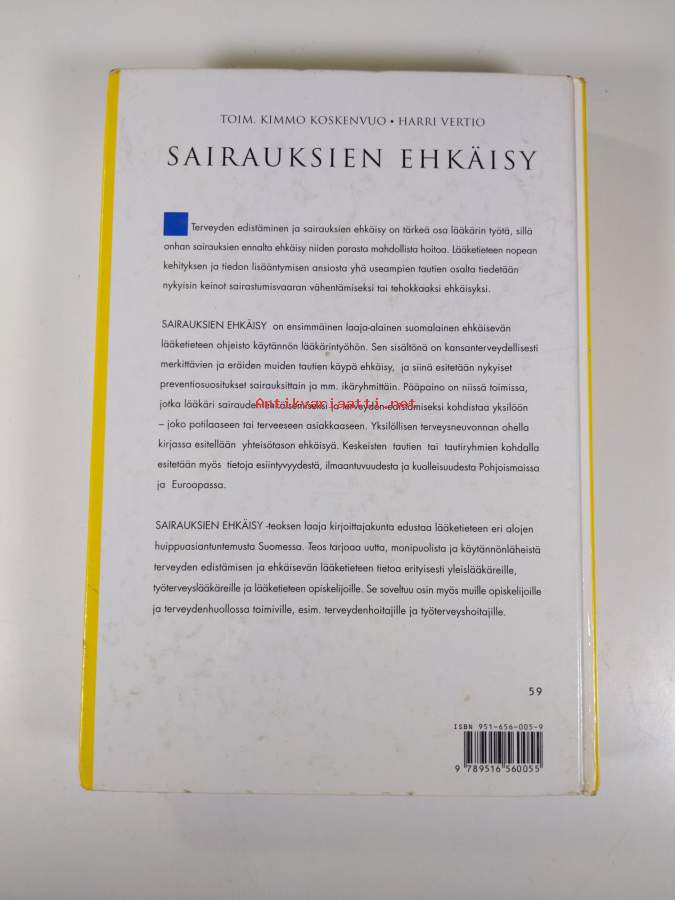 TOIM. KIMMO KOSKENVUO • HARRI VERTIO
SAIRAUKSIEN EHKÄISY
Terveyden edistäminen ja sairauksien ehkäisy on tärkeä osa lääkärin työtä, sillä
onhan sairauksien ennalta ehkäisy niiden parasta mahdollista hoitoa. Lääketieteen nopean
kehityksen ja tiedon lisääntymisen ansiosta yhä useampien tautien osalta tiedetään
nykyisin keinot sairastumisvaaran vähentämiseksi tai tehokkaaksi ehkäisyksi.
SAIRAUKSIEN EHKÄISY on ensimmäinen laaja-alainen suomalainen ehkäisevän
lääketieteen ohjeisto käytännön lääkärintyöhön. Sen sisältönä on kansanterveydellisesti
merkittävien ja eräiden muiden tautien käypä ehkäisy, ja siinä esitetään nykyiset
preventiosuositukset sairauksittain ja mm. ikäryhmittäin. Pääpaino on niissä toimissa,
Antikvariaatti.net
jotka lääkäri sairauden ehkäisemiseksi ja terveyden edistämiseksi kohdistaa yksilöön
– joko potilaaseen tai terveeseen asiakkaaseen. Yksilöllisen terveysneuvonnan ohella
kirjassa esitellään yhteisötason ehkäisyä. Keskeisten tautien tai tautiryhmien kohdalla
esitetään myös tietoja esiintyvyydestä, ilmaantuvuudesta ja kuolleisuudesta Pohjoismaissa
ja Euroopassa.
SAIRAUKSIEN EHKÄISY -teoksen laaja kirjoittajakunta edustaa lääketieteen eri alojen
huippuasiantuntemusta Suomessa. Teos tarjoaa uutta, monipuolista ja käytännönläheistä
terveyden edistämisen ja ehkäisevän lääketieteen tietoa erityisesti yleislääkäreille,
työterveyslääkäreille ja lääketieteen opiskelijoille. Se soveltuu osin myös muille opiskelijoille
ja terveydenhuollossa toimiville, esim. terveydenhoitajille ja työterveyshoitajille.
59
ISBN 951-656-005-9
9 789516 560055